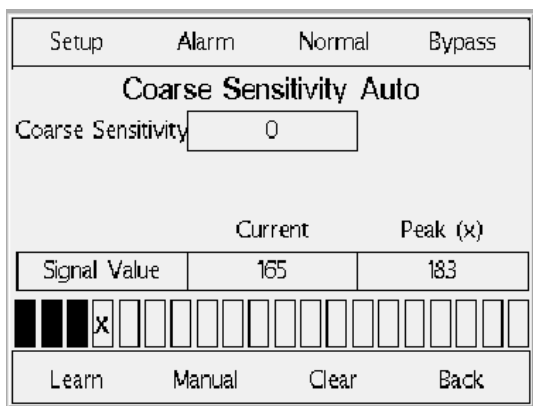 Setup Alarm Normal Bypass
Coarse Sensitivity Auto
Coarse Sensitivity 0
Current Peak (x)
Signal Value 165 183
x
Learn Manual Clear Back